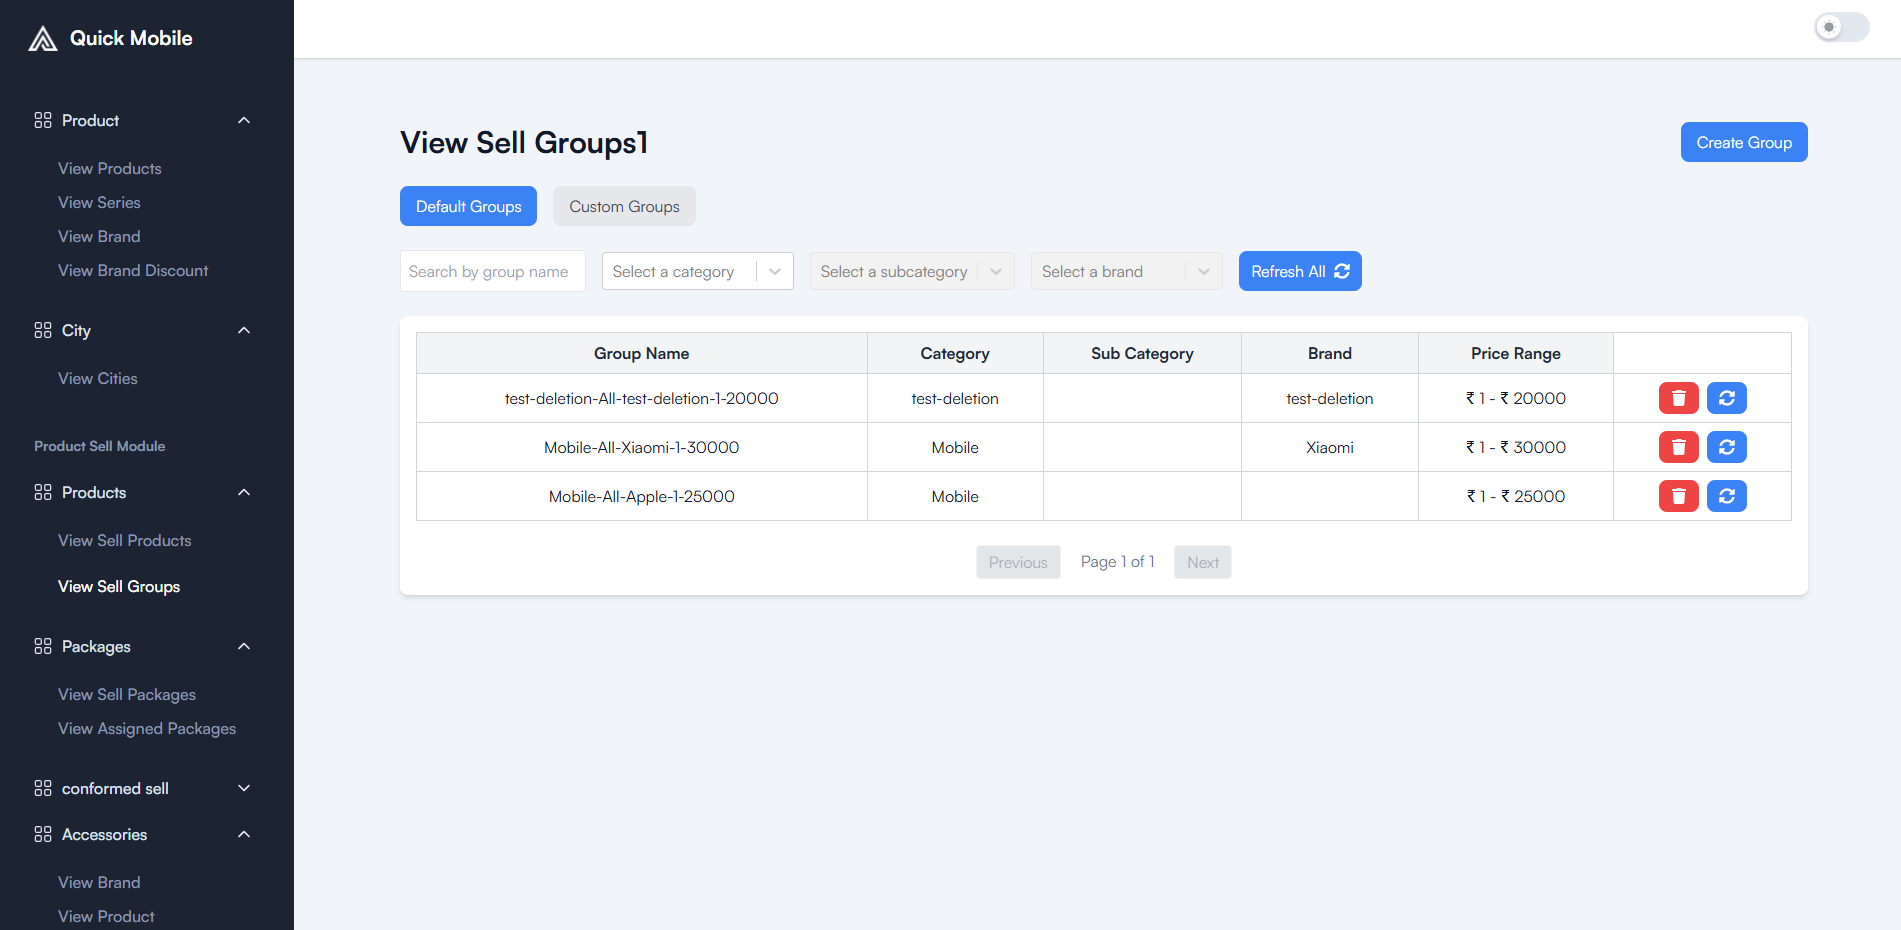 Quick Mobile
Product
View Products
View Series
View Brand
View Brand Discount
City
View Cities
Product Sell Module
Products
View Sell Products
View Sell Groups
Packages
View Sell Packages
View Assigned Packages
conformed sell
Accessories
View Brand
View Product
View Sell Groups1
Create Group
Default Groups Custom Groups
Search by group name Select a category Select a subcategory Select a brand Refresh All
Group Name Category Sub Category Brand Price Range
test-deletion-All-test-deletion-1-20000 test-deletion test-deletion ₹ 1 - ₹ 20000
Mobile-All-Xiaomi-1-30000 Mobile Xiaomi ₹ 1 - ₹ 30000
Mobile-All-Apple-1-25000 Mobile ₹ 1 - ₹ 25000
Previous Page 1 of 1 Next